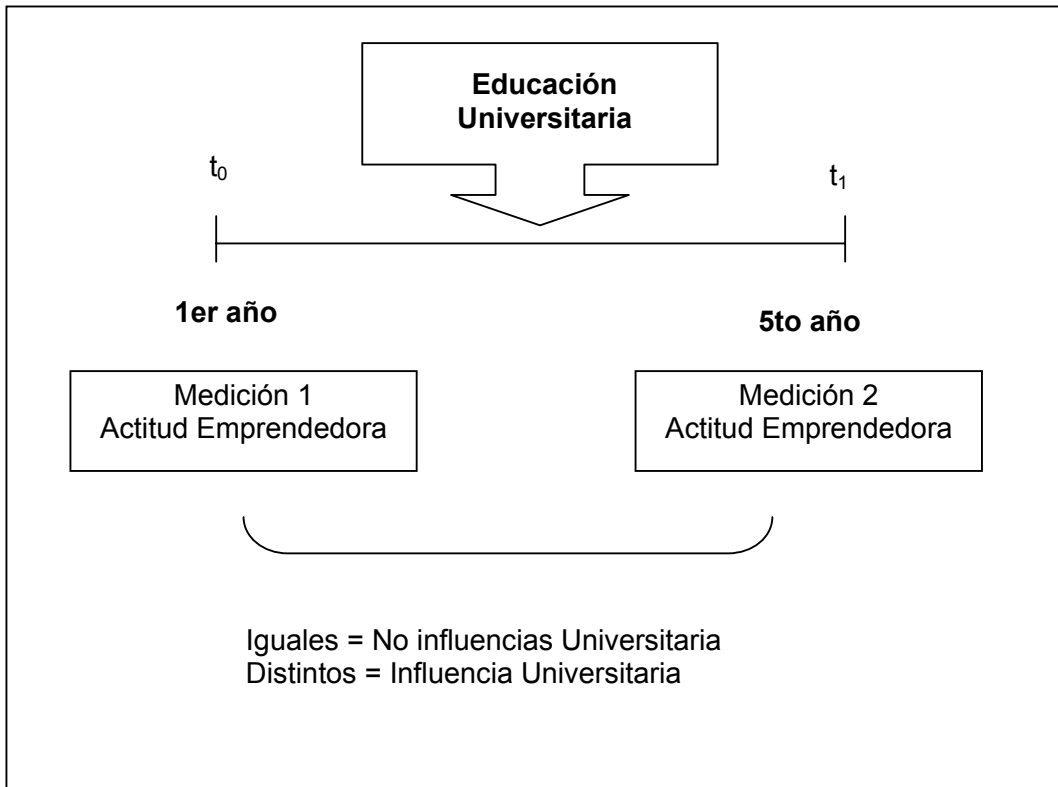 Educación
Universitaria
t₀
t₁
1er año
5to año
Medición 1
Actitud Emprendedora
Medición 2
Actitud Emprendedora
Iguales = No influencias Universitaria
Distintos = Influencia Universitaria